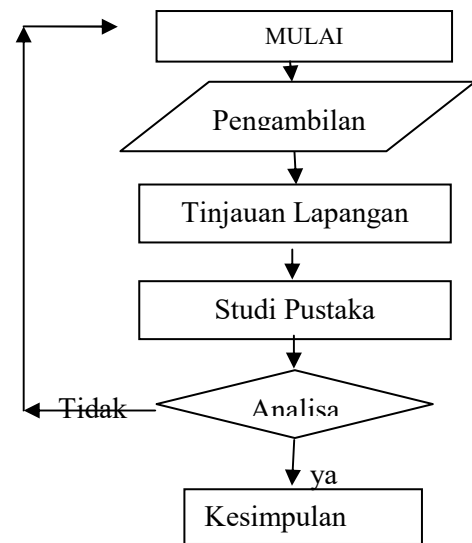 MULAI
Pengambilan
Tinjauan Lapangan
Studi Pustaka
Analisa
Tidak
ya
Kesimpulan